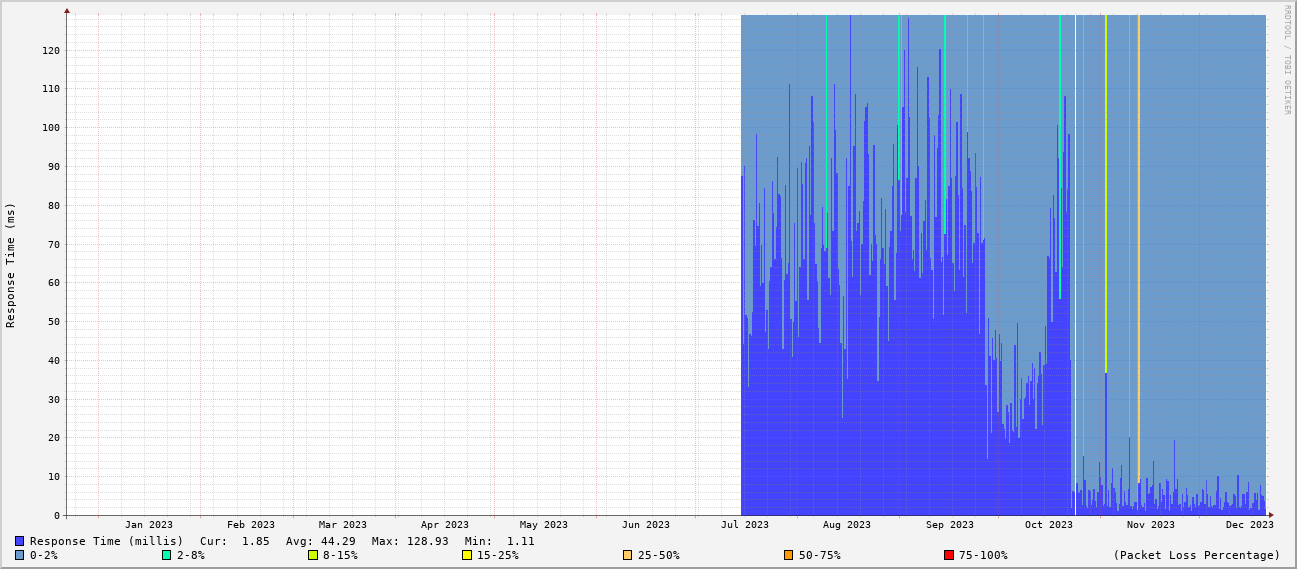 RRDTOOL / TOBI OETIKER
Response Time (ms)
120
110
100
90
80
70
60
50
40
30
20
10
0
Jan 2023 Feb 2023 Mar 2023 Apr 2023 May 2023 Jun 2023 Jul 2023 Aug 2023 Sep 2023 Oct 2023 Nov 2023 Dec 2023
Response Time (millis) Cur: 1.85 Avg: 44.29 Max: 128.93 Min: 1.11
0-2% 2-8% 8-15% 15-25% 25-50% 50-75% 75-100% (Packet Loss Percentage)